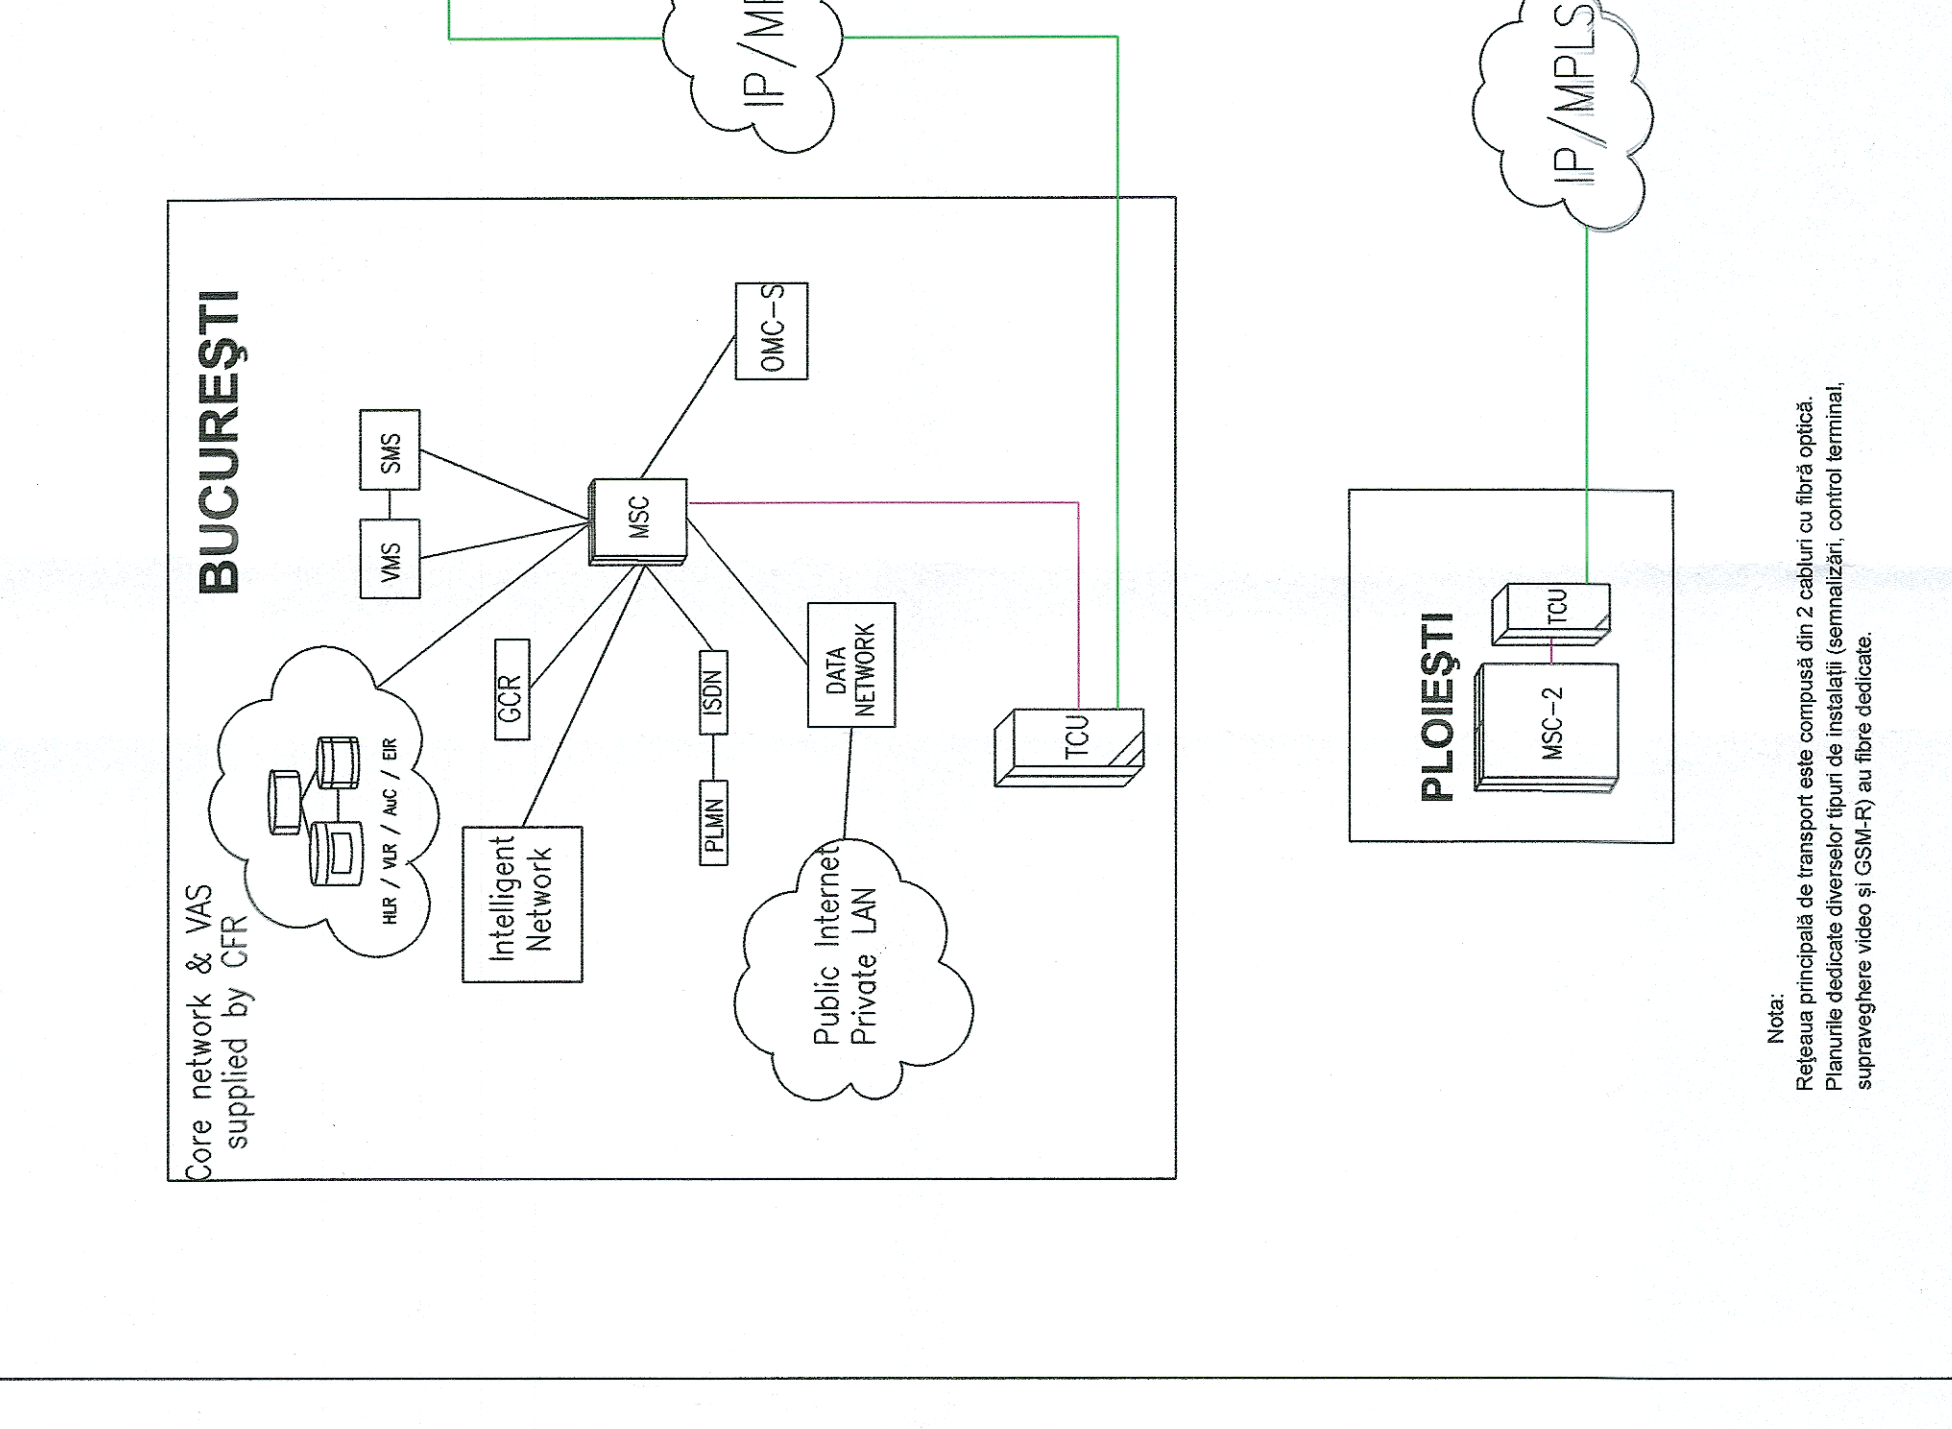 Core network & VAS
supplied by CFR
BUCUREŞTI
HLR / VLR / AuC / EIR
VMS
SMS
Intelligent
Network
GCR
MSC
PLMN
ISDN
OMC-S
Public Internet
Private LAN
DATA
NETWORK
TCU
IP/MP
PLOIEŞTI
MSC-2
TCU
IP/MPLS
Nota:
Reţeaua principală de transport este compusă din 2 cabluri cu fibră optică.
Planurile dedicate diverselor tipuri de instalaţii (semnalizări, control terminal,
supraveghere video și GSM-R) au fibre dedicate.